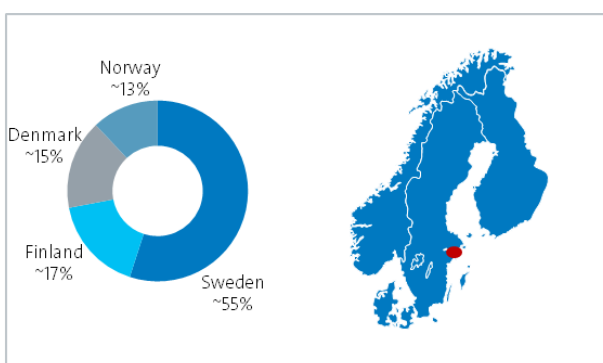 Norway
~13%
Denmark
~15%
Finland
~17%
Sweden
~55%